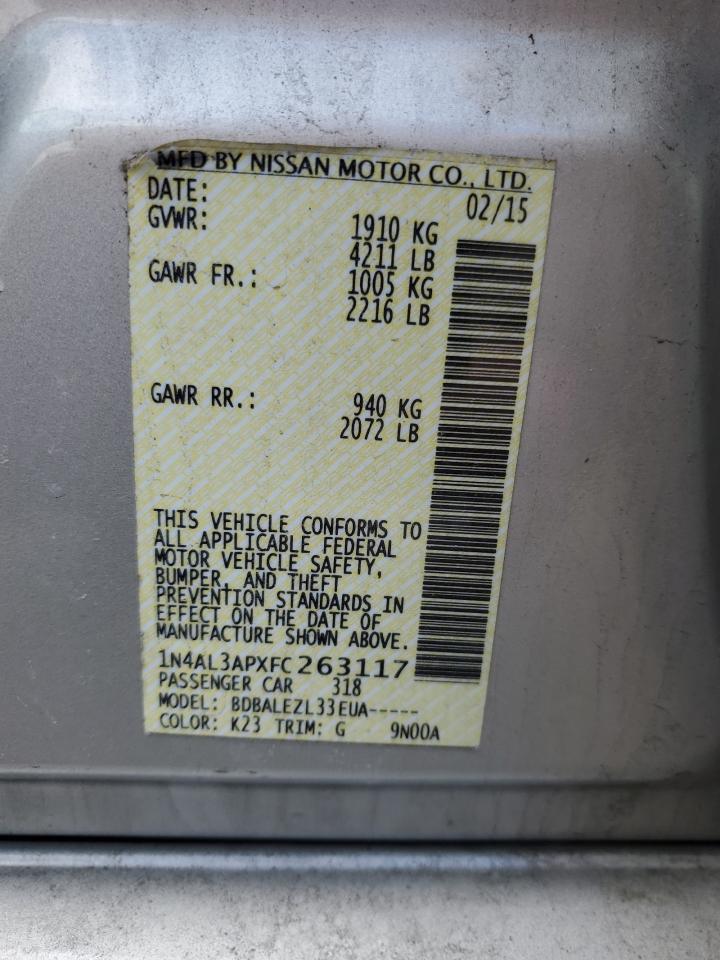 MFD BY NISSAN MOTOR CO., LTD.
DATE: 02/15
GVWR: 1910 KG
4211 LB
GAWR FR.: 1005 KG
2216 LB
GAWR RR.: 940 KG
2072 LB
THIS VEHICLE CONFORMS TO
ALL APPLICABLE FEDERAL
MOTOR VEHICLE SAFETY,
BUMPER, AND THEFT
PREVENTION STANDARDS IN
EFFECT ON THE DATE OF
MANUFACTURE SHOWN ABOVE.
1N4AL3APXFC263117
PASSENGER CAR 318
MODEL: BDBALEZL33EUA-----
COLOR: K23 TRIM: G 9N00A